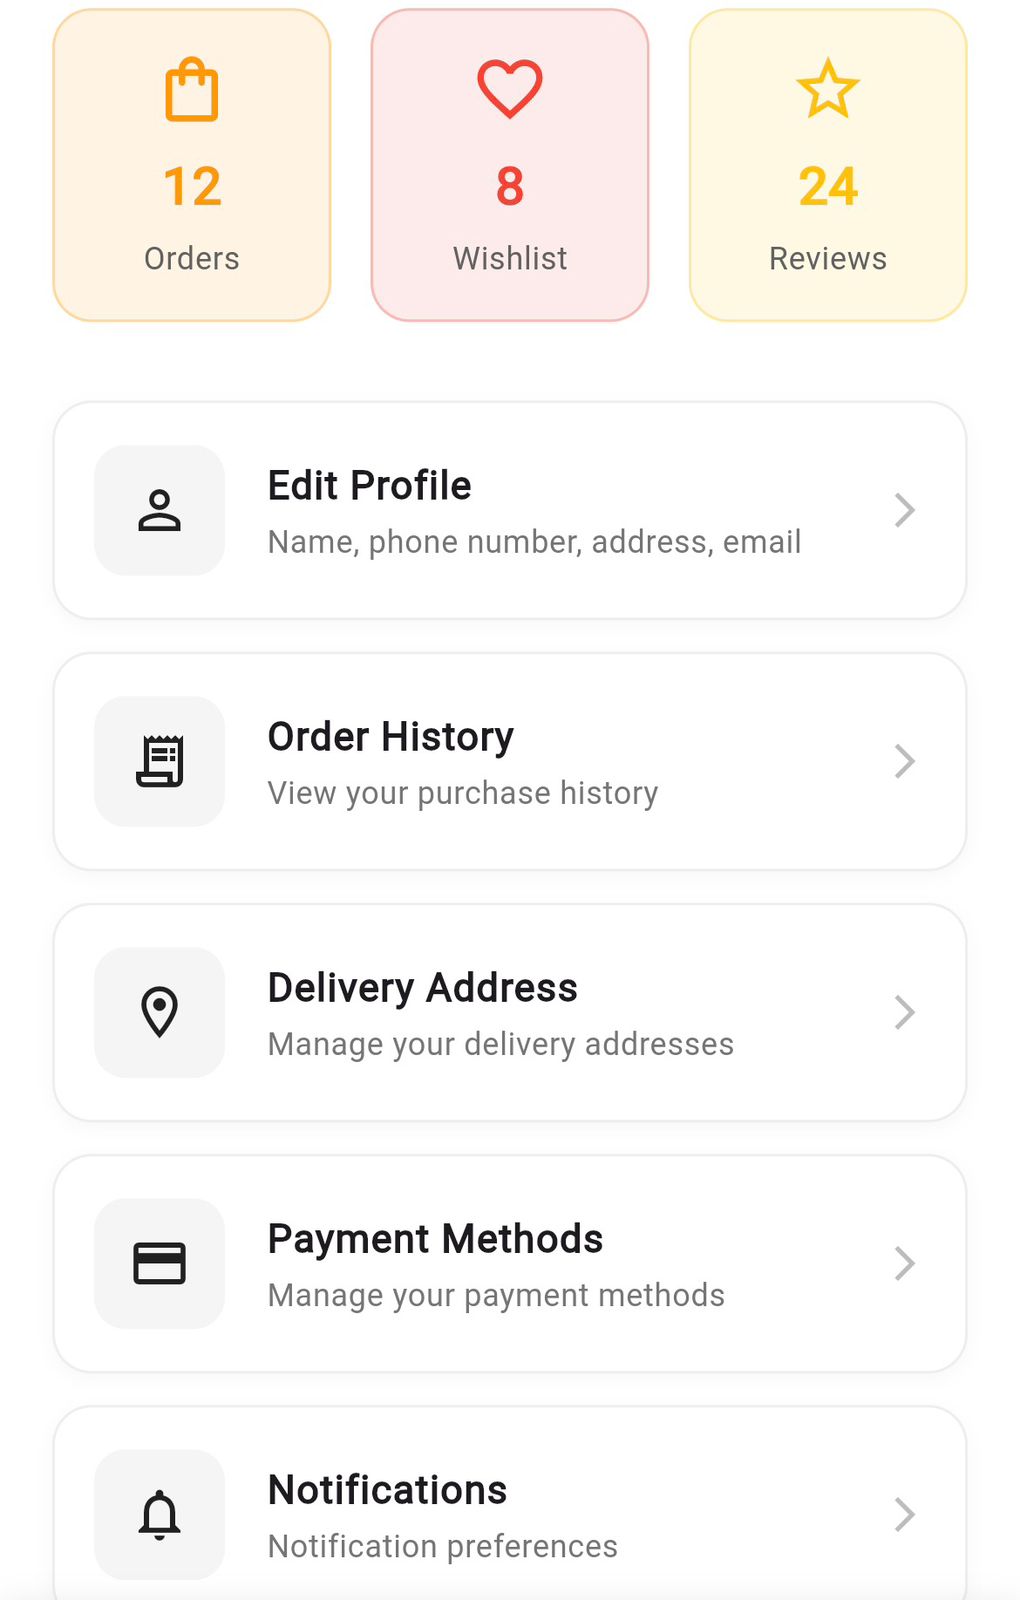 12
Orders
8
Wishlist
24
Reviews
Edit Profile
Name, phone number, address, email
Order History
View your purchase history
Delivery Address
Manage your delivery addresses
Payment Methods
Manage your payment methods
Notifications
Notification preferences